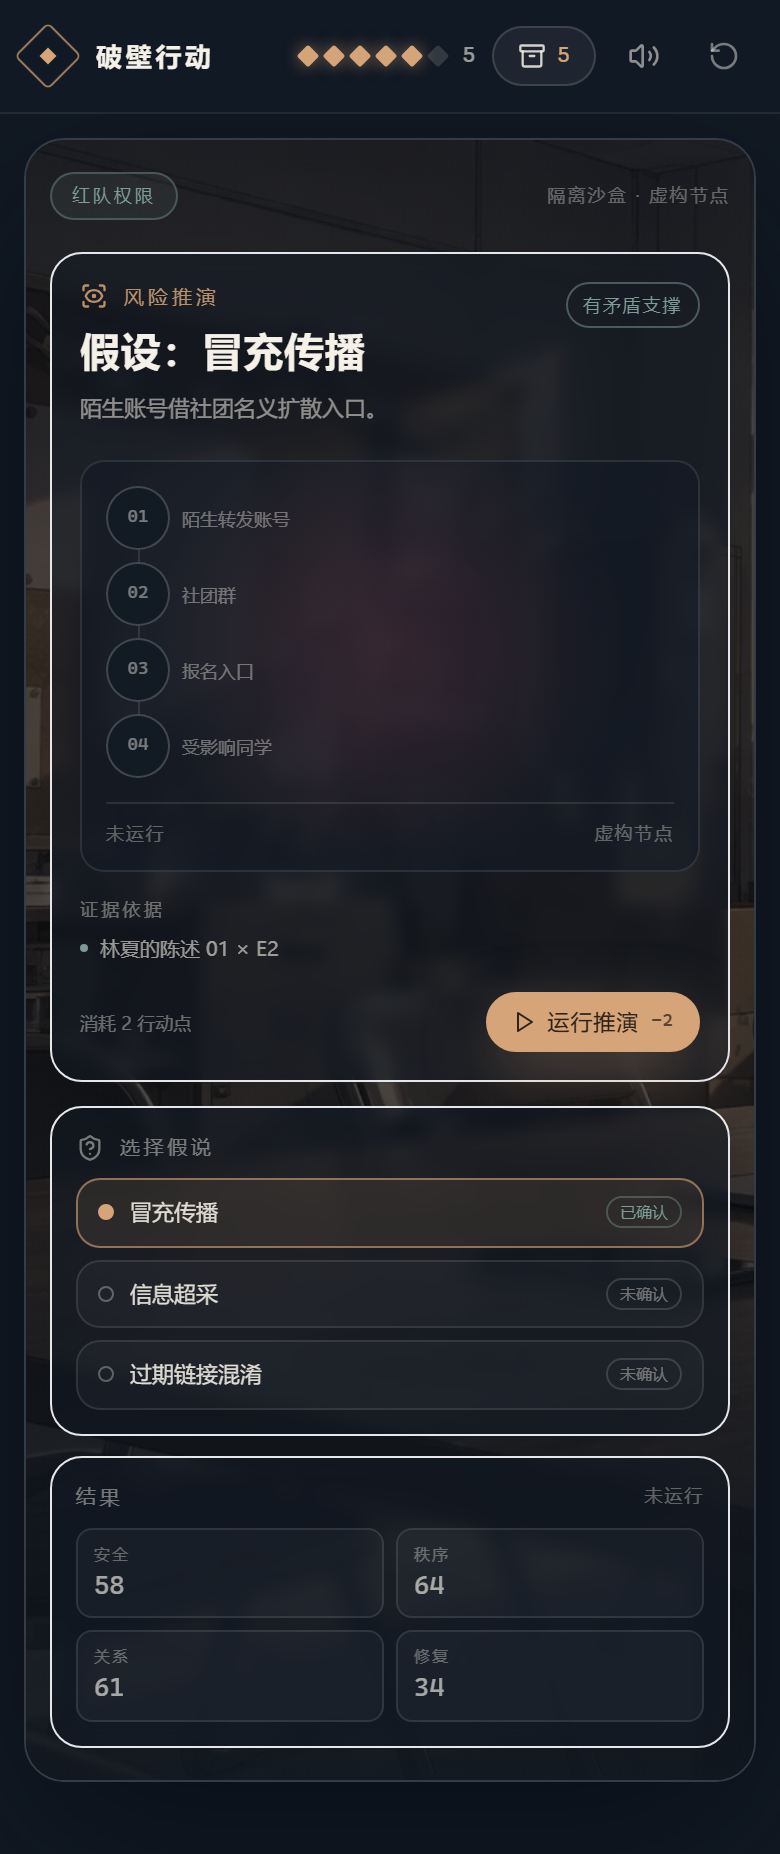 破壁行动
5
5
红队权限
隔离沙盒 · 虚构节点
风险推演
有矛盾支撑
假设：冒充传播
陌生账号借社团名义扩散入口。
01 陌生转发账号
02 社团群
03 报名入口
04 受影响同学
未运行
虚构节点
证据依据
林夏的陈述 01 × E2
消耗 2 行动点
运行推演 −2
选择假说
冒充传播 已确认
信息超采 未确认
过期链接混淆 未确认
结果
未运行
安全
58
秩序
64
关系
61
修复
34